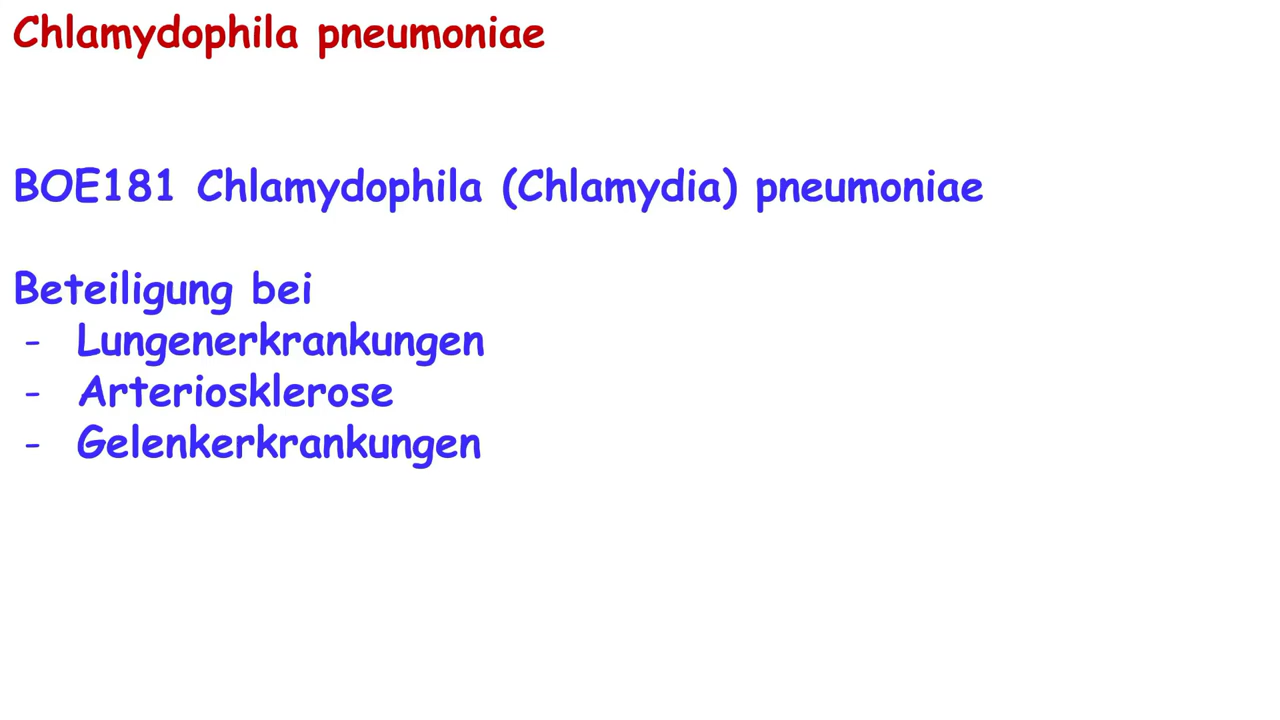 Chlamydophila pneumoniae
BOE181 Chlamydophila (Chlamydia) pneumoniae
Beteiligung bei
- Lungenerkrankungen
- Arteriosklerose
- Gelenkerkrankungen